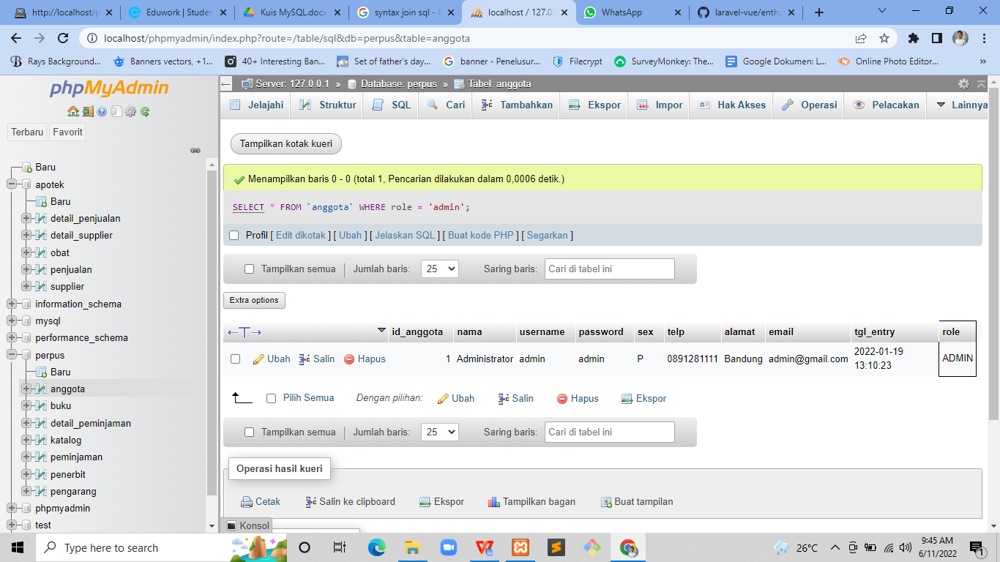 http://localhost/p
Eduwork | Studen
Kuis MySQL.docx
syntax join sql - P
localhost / 127.0.
WhatsApp
laravel-vue/enthu
localhost/phpmyadmin/index.php?route=/table/sql&db=perpus&table=anggota
Rays Background...
Banners vectors, +1...
40+ Interesting Ban...
Set of father's day...
banner - Penelusur...
Filecrypt
SurveyMonkey: The...
Google Dokumen: L...
Online Photo Editor...
»
phpMyAdmin
Terbaru
Favorit
Baru
apotek
Baru
detail_penjualan
detail_supplier
obat
penjualan
supplier
information_schema
mysql
performance_schema
perpus
Baru
anggota
buku
detail_peminjaman
katalog
peminjaman
penerbit
pengarang
phpmyadmin
test
Server: 127.0.0.1 » Database: perpus » Tabel: anggota
Jelajahi
Struktur
SQL
Cari
Tambahkan
Ekspor
Impor
Hak Akses
Operasi
Pelacakan
Lainnya
Tampilkan kotak kueri
Menampilkan baris 0 - 0 (total 1, Pencarian dilakukan dalam 0,0006 detik.)
SELECT * FROM `anggota` WHERE role = 'admin';
Profil [ Edit dikotak ] [ Ubah ] [ Jelaskan SQL ] [ Buat kode PHP ] [ Segarkan ]
Tampilkan semua | Jumlah baris: 25 Saring baris: Cari di tabel ini
Extra options
id_anggota nama username password sex telp alamat email tgl_entry role
Ubah Salin Hapus 1 Administrator admin admin P 0891281111 Bandung admin@gmail.com 2022-01-19 ADMIN
13:10:23
Pilih Semua Dengan pilihan: Ubah Salin Hapus Ekspor
Tampilkan semua | Jumlah baris: 25 Saring baris: Cari di tabel ini
Operasi hasil kueri
Cetak Salin ke clipboard Ekspor Tampilkan bagan Buat tampilan
Konsol
Type here to search
26°C
9:45 AM
6/11/2022
1